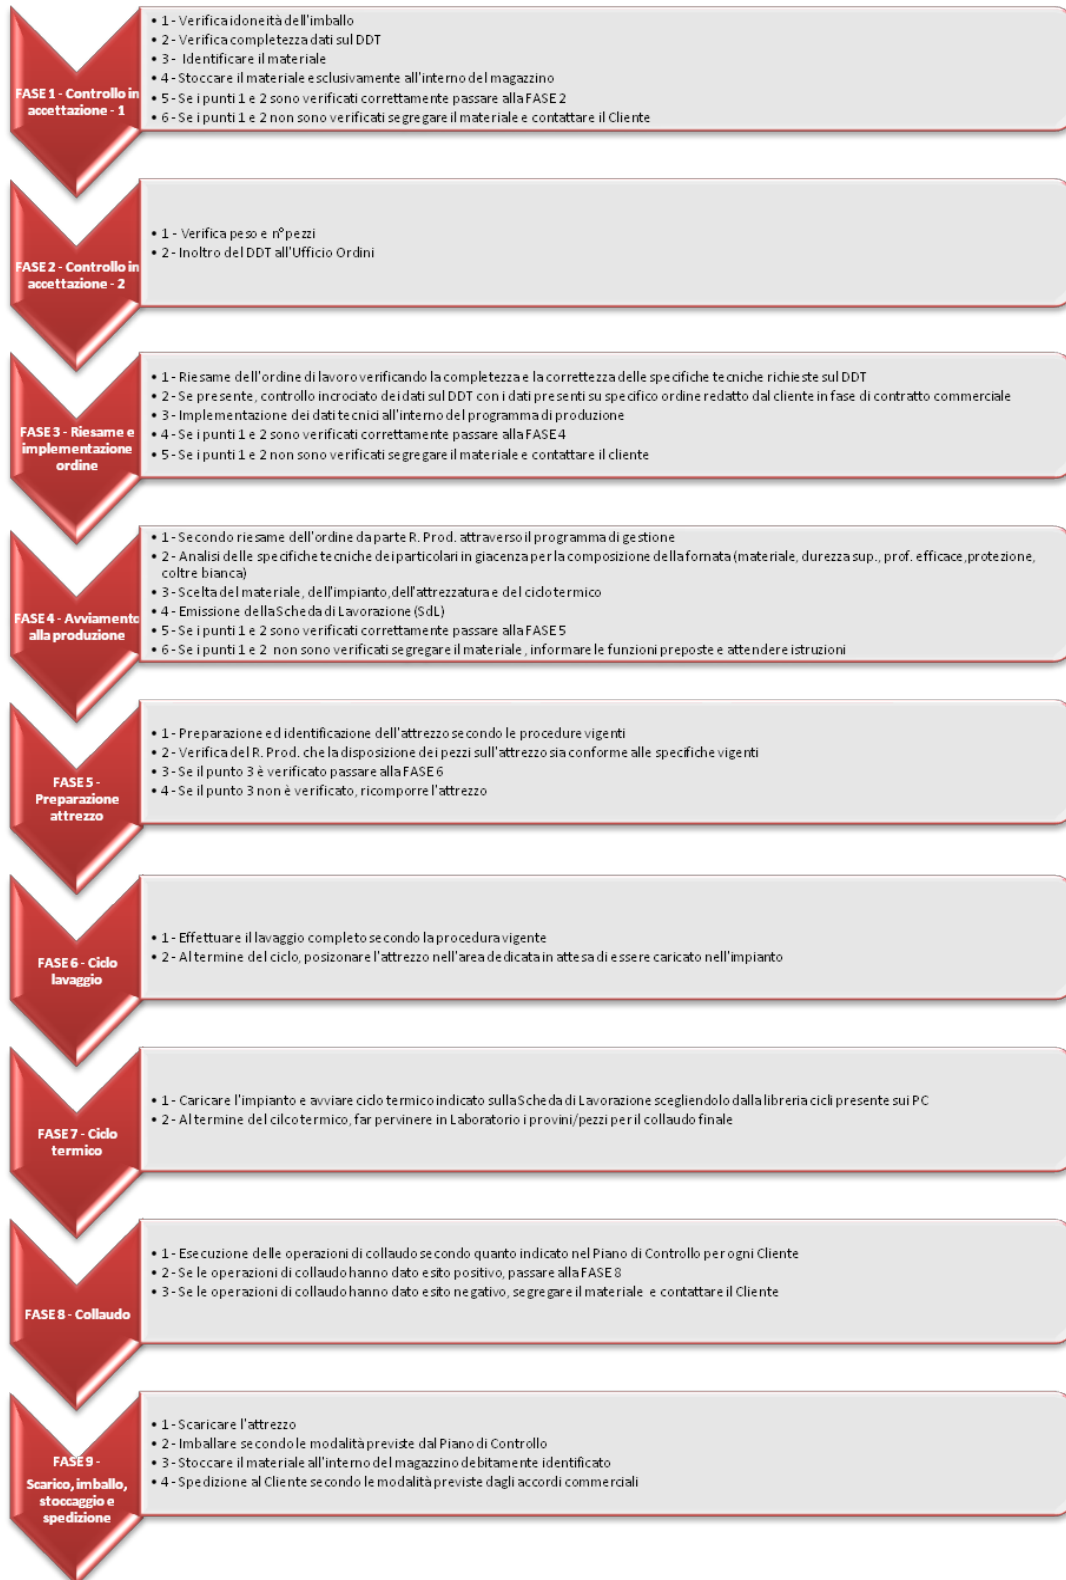 FASE 1 - Controllo in
accettazione - 1
• 1 - Verifica idoneità dell'imballo
• 2 - Verifica completezza dati sul DDT
• 3 - Identificare il materiale
• 4 - Stoccare il materiale esclusivamente all'interno del magazzino
• 5 - Se i punti 1 e 2 sono verificati correttamente passare alla FASE 2
• 6 - Se i punti 1 e 2 non sono verificati segregare il materiale e contattare il Cliente
FASE 2 - Controllo in
accettazione - 2
• 1 - Verifica peso e n° pezzi
• 2 - Inoltro del DDT all'Ufficio Ordini
FASE 3 - Riesame e
implementazione
ordine
• 1 - Riesame dell'ordine di lavoro verificando la completezza e la correttezza delle specifiche tecniche richieste sul DDT
• 2 - Se presente, controllo incrociato dei dati sul DDT con i dati presenti su specifico ordine redatto dal cliente in fase di contratto commerciale
• 3 - Implementazione dei dati tecnici all'interno del programma di produzione
• 4 - Se i punti 1 e 2 sono verificati correttamente passare alla FASE 4
• 5 - Se i punti 1 e 2 non sono verificati segregare il materiale e contattare il cliente
FASE 4 - Avviamento
alla produzione
• 1 - Secondo riesame dell'ordine da parte R. Prod. attraverso il programma di gestione
• 2 - Analisi delle specifiche tecniche dei particolari in giacenza per la composizione della fornata (materiale, durezza sup., prof. efficace, protezione,
coltre bianca)
• 3 - Scelta del materiale, dell'impianto, dell'attrezzatura e del ciclo termico
• 4 - Emissione della Scheda di Lavorazione (SdL)
• 5 - Se i punti 1 e 2 sono verificati correttamente passare alla FASE 5
• 6 - Se i punti 1 e 2 non sono verificati segregare il materiale , informare le funzioni preposte e attendere istruzioni
FASE 5 -
Preparazione
attrezzo
• 1 - Preparazione ed identificazione dell'attrezzo secondo le procedure vigenti
• 2 - Verifica del R. Prod. che la disposizione dei pezzi sull'attrezzo sia conforme alle specifiche vigenti
• 3 - Se il punto 3 è verificato passare alla FASE 6
• 4 - Se il punto 3 non è verificato, ricomporre l'attrezzo
FASE 6 - Ciclo
lavaggio
• 1 - Effettuare il lavaggio completo secondo la procedura vigente
• 2 - Al termine del ciclo, posizonare l'attrezzo nell'area dedicata in attesa di essere caricato nell'impianto
FASE 7 - Ciclo
termico
• 1 - Caricare l'impianto e avviare ciclo termico indicato sulla Scheda di Lavorazione scegliendolo dalla libreria cicli presente sui PC
• 2 - Al termine del cilco termico, far pervinere in Laboratorio i provini/pezzi per il collaudo finale
FASE 8 - Collaudo
• 1 - Esecuzione delle operazioni di collaudo secondo quanto indicato nel Piano di Controllo per ogni Cliente
• 2 - Se le operazioni di collaudo hanno dato esito positivo, passare alla FASE 8
• 3 - Se le operazioni di collaudo hanno dato esito negativo, segregare il materiale e contattare il Cliente
FASE 9 -
Scarico, imballo,
stoccaggio e
spedizione
• 1 - Scaricare l'attrezzo
• 2 - Imballare secondo le modalità previste dal Piano di Controllo
• 3 - Stoccare il materiale all'interno del magazzino debitamente identificato
• 4 - Spedizione al Cliente secondo le modalità previste dagli accordi commerciali